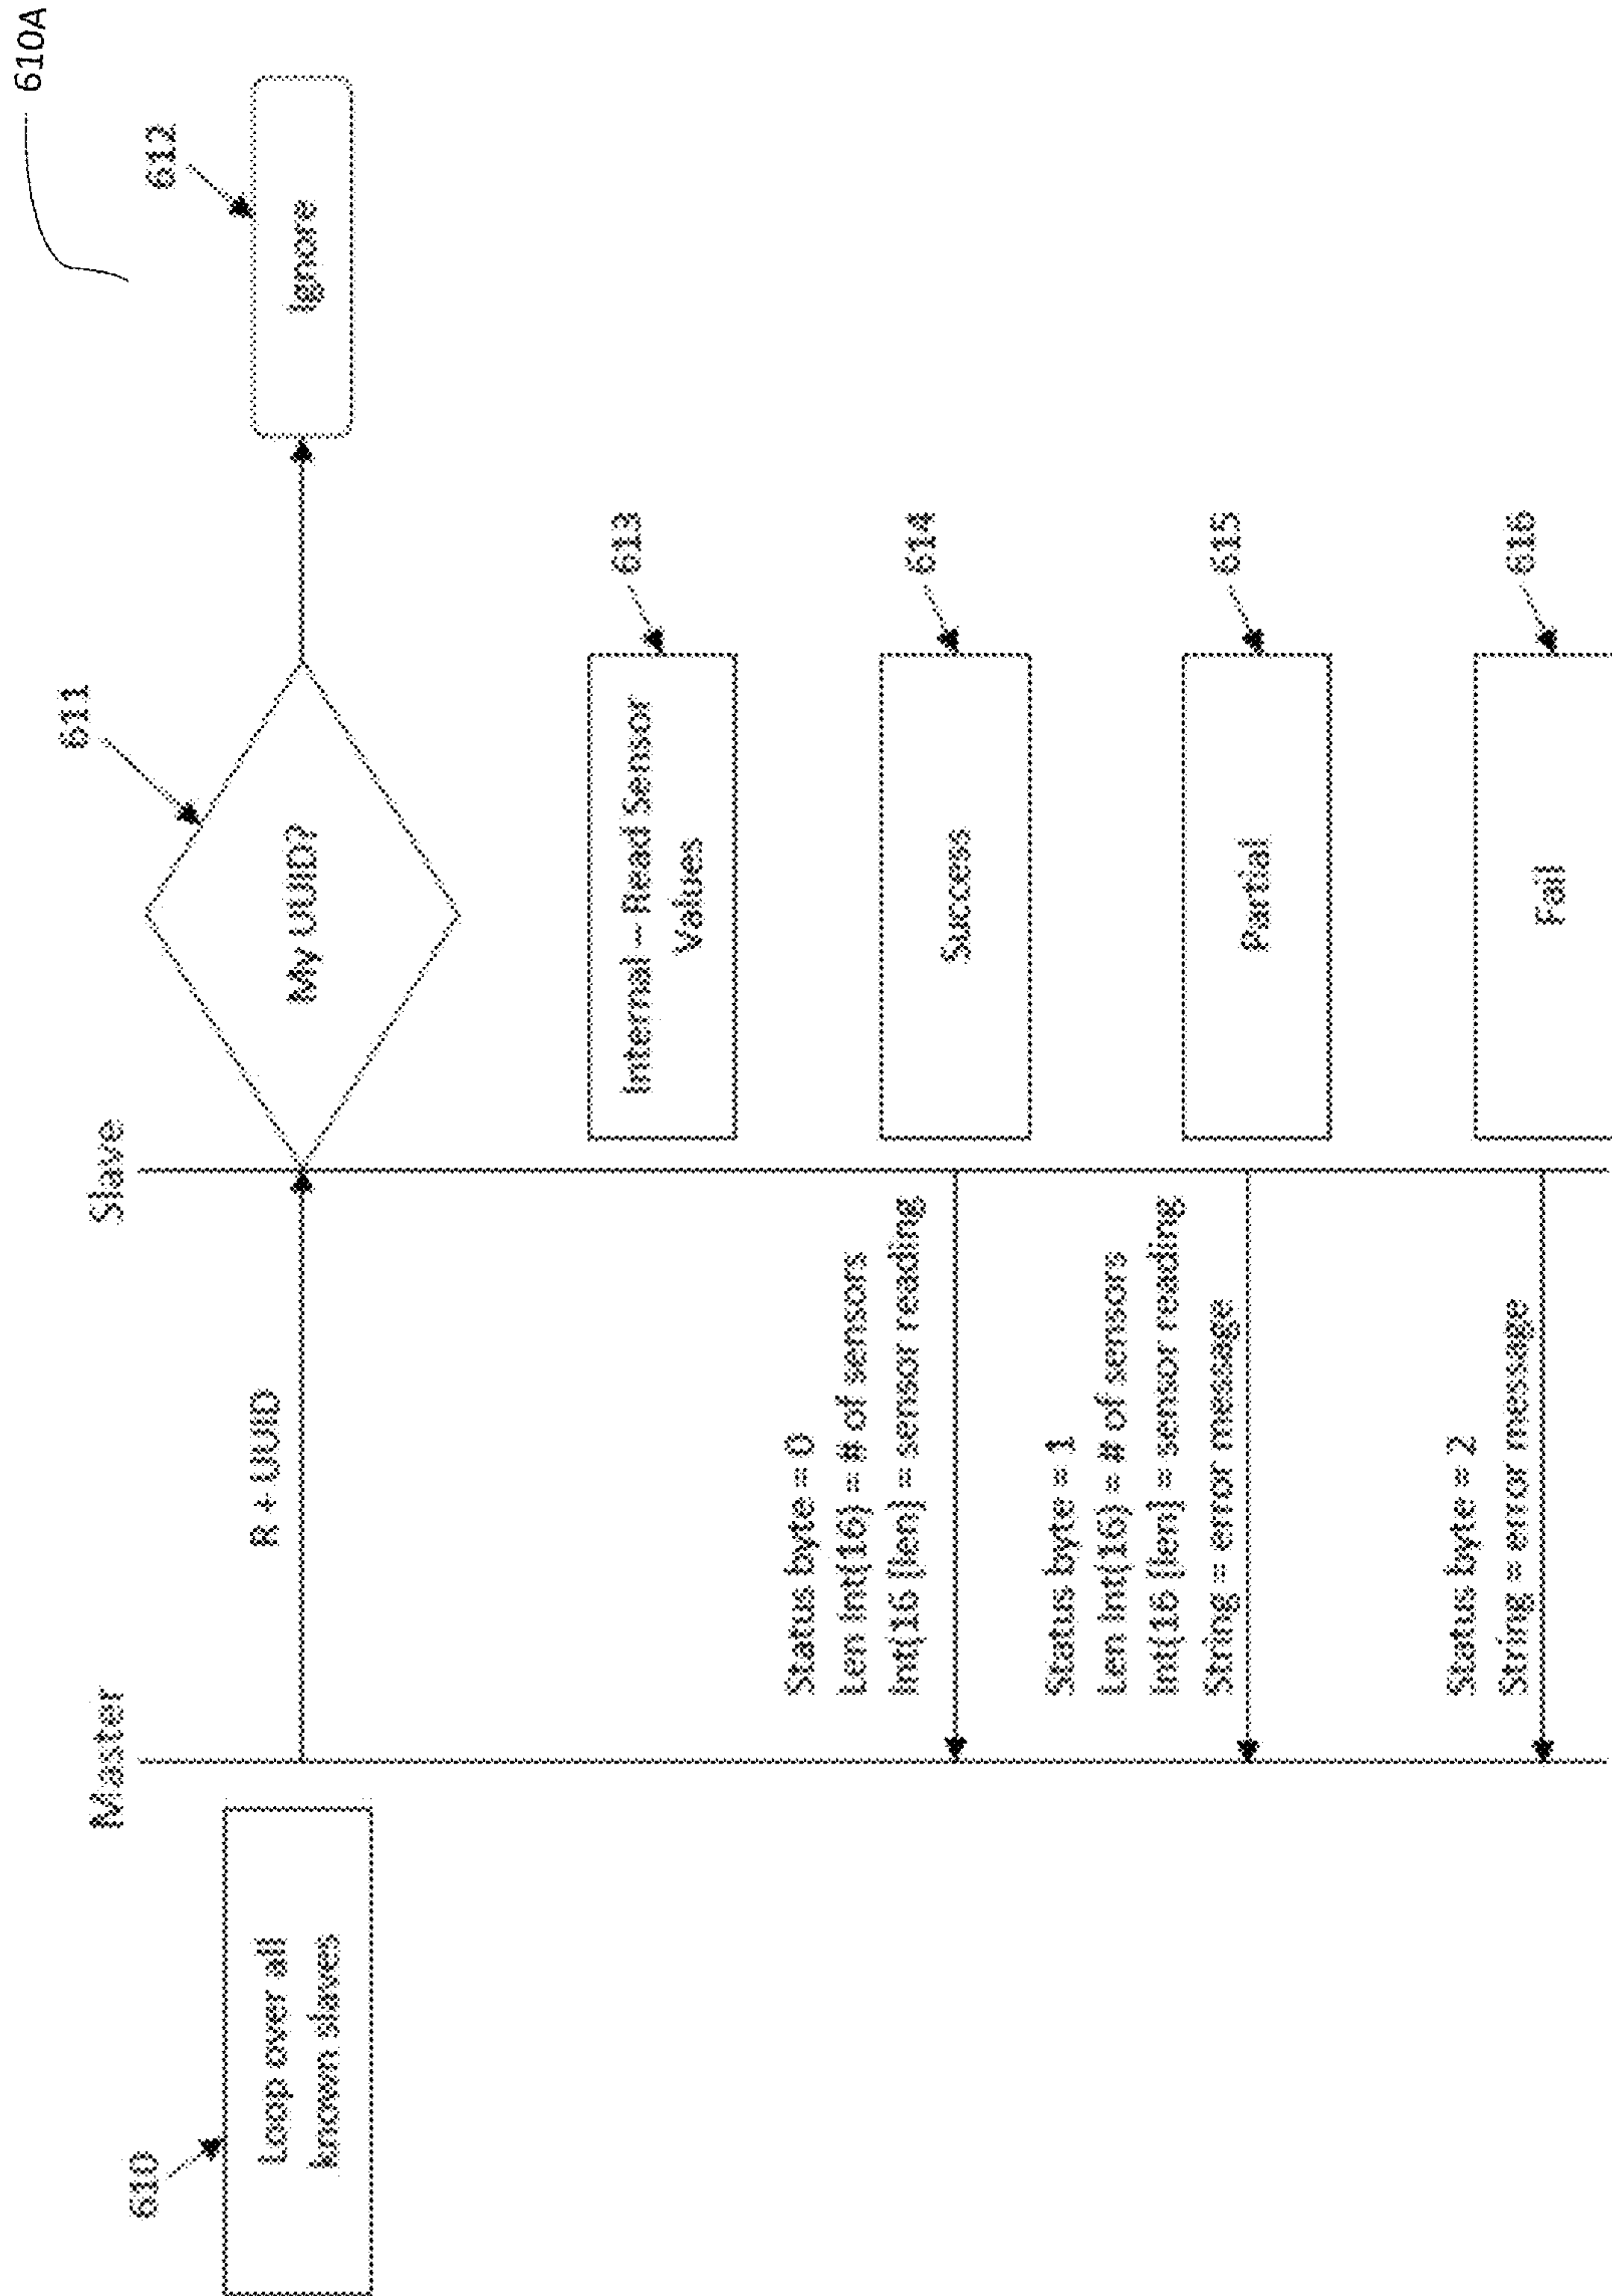 610A
Master
Slave
610
Loop over all
known slaves
R + UUID
611
My UUID?
612
Ignore
613
Internal – Read Sensor
Values
Status byte = 0
Len Int(16) = # of sensors
Int(16 [len] = sensor reading
614
Success
Status byte = 1
Len Int(16) = # of sensors
Int(16 [len] = sensor reading
String = error message
615
Partial
Status byte = 2
String = error message
616
Fail